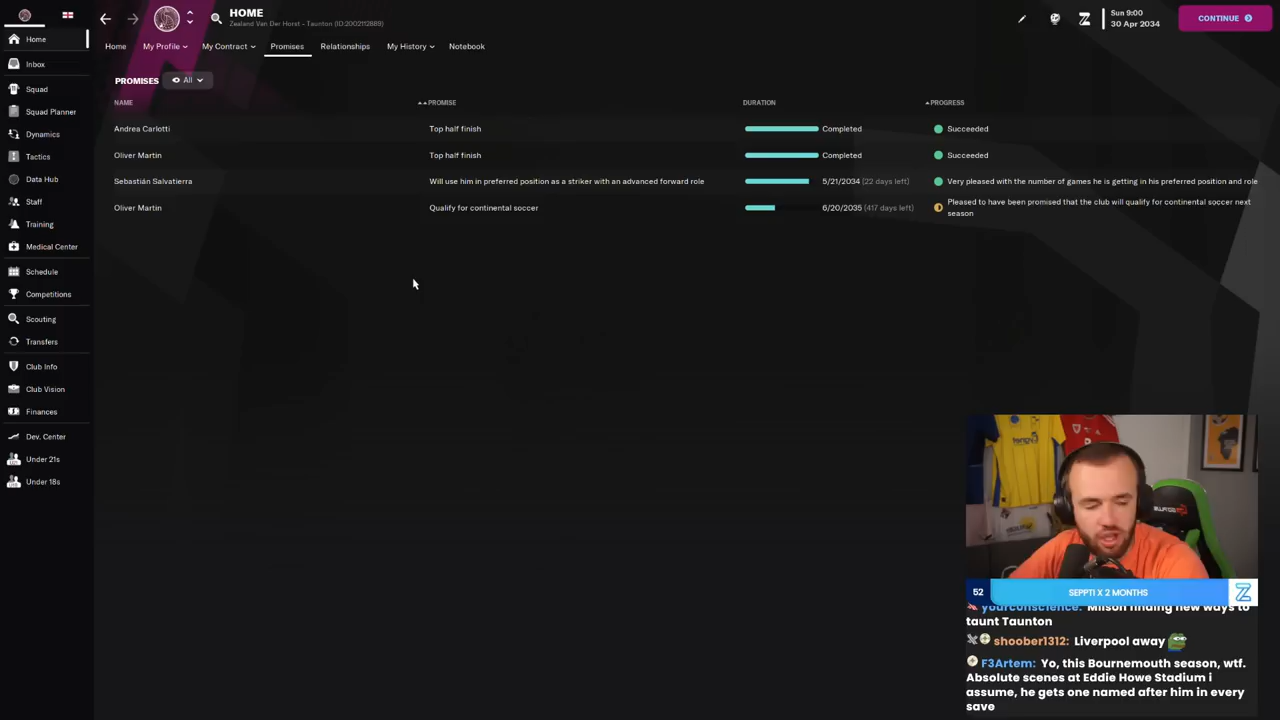 HOME
Zealand Van Der Horst - Taunton (ID:2002112889)
Sun 9:00
30 Apr 2034
CONTINUE
Home
Inbox
Squad
Squad Planner
Dynamics
Tactics
Data Hub
Staff
Training
Medical Center
Schedule
Competitions
Scouting
Transfers
Club Info
Club Vision
Finances
Dev. Center
Under 21s
Under 18s
Home My Profile My Contract Promises Relationships My History Notebook
PROMISES All
NAME PROMISE DURATION PROGRESS
Andrea Carlotti Top half finish Completed Succeeded
Oliver Martin Top half finish Completed Succeeded
Sebastián Salvatierra Will use him in preferred position as a striker with an advanced forward role 5/21/2034 (22 days left) Very pleased with the number of games he is getting in his preferred position and role
Oliver Martin Qualify for continental soccer 6/20/2035 (417 days left) Pleased to have been promised that the club will qualify for continental soccer next
season
52 SEPPTI X 2 MONTHS Z
yourconscience: Milson finding new ways to
taunt Taunton
shoober1312: Liverpool away
F3Artem: Yo, this Bournemouth season, wtf.
Absolute scenes at Eddie Howe Stadium i
assume, he gets one named after him in every
save